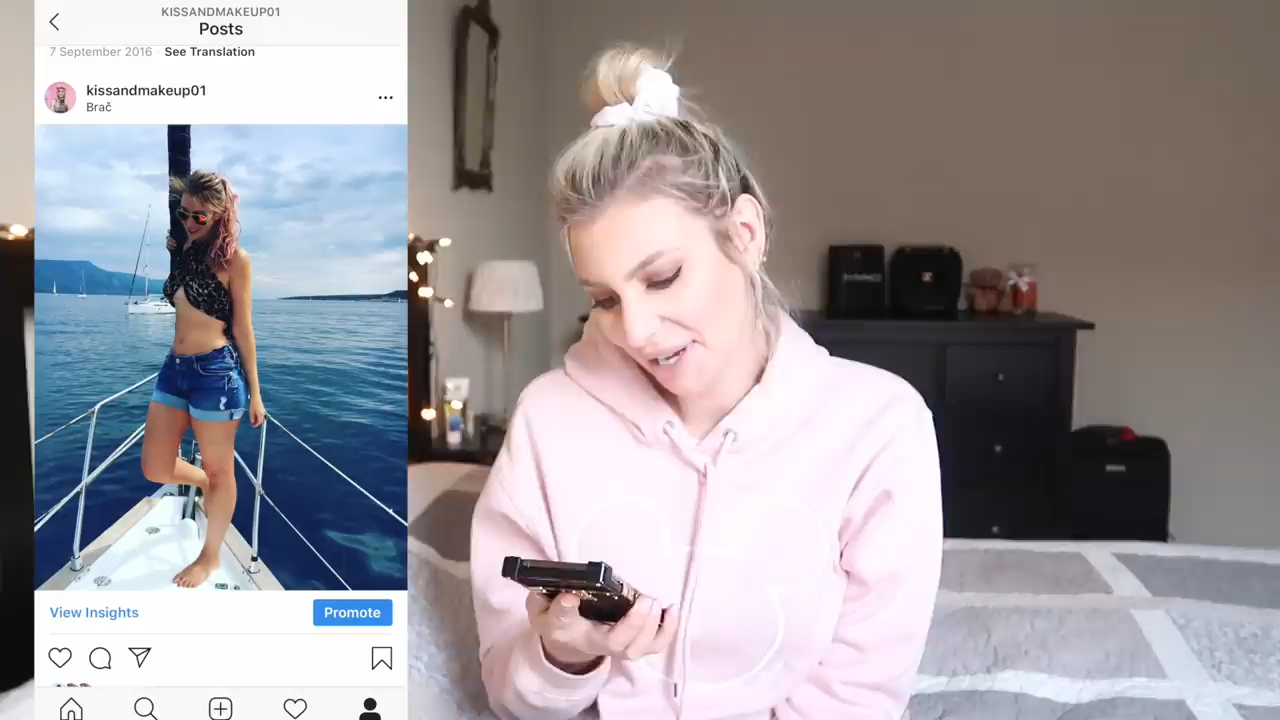 KISSANDMAKEUP01
Posts
7 September 2016 · See Translation
kissandmakeup01
Brač
View Insights
Promote